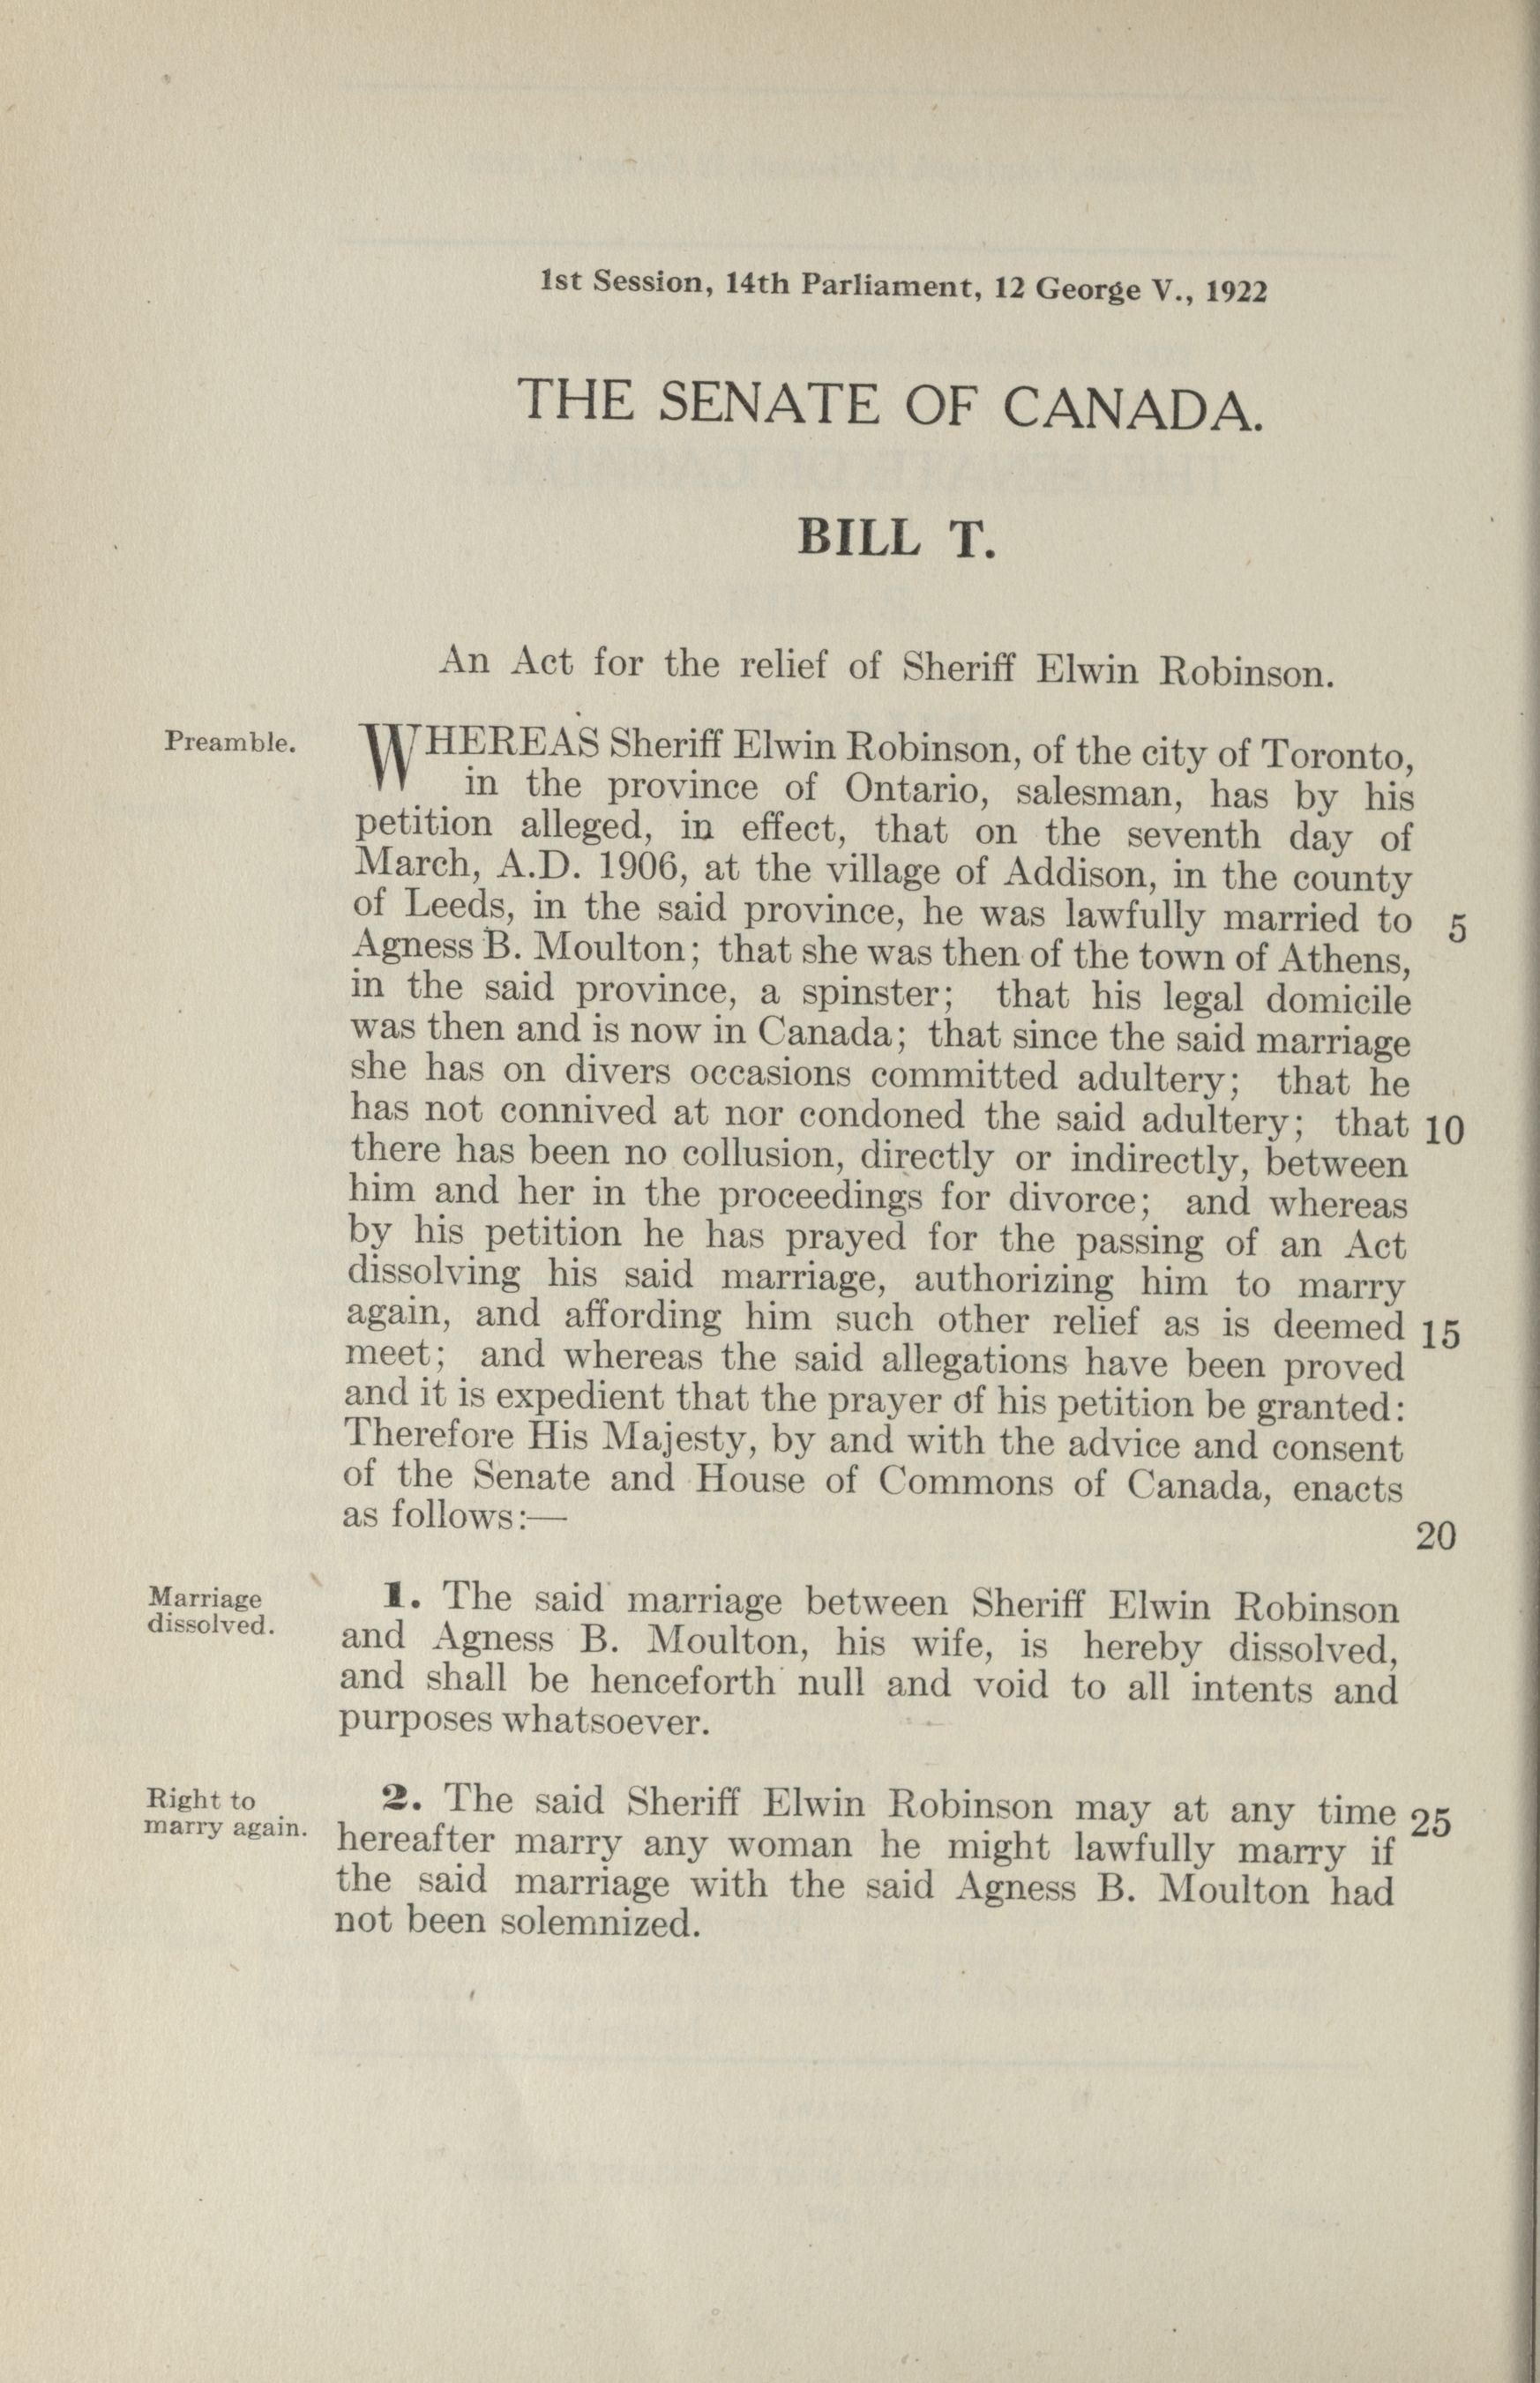 1st Session, 14th Parliament, 12 George V., 1922
THE SENATE OF CANADA.
BILL T.
An Act for the relief of Sheriff Elwin Robinson.
Preamble.
WHEREAS Sheriff Elwin Robinson, of the city of Toronto,
in the province of Ontario, salesman, has by his
petition alleged, in effect, that on the seventh day of
March, A.D. 1906, at the village of Addison, in the county
of Leeds, in the said province, he was lawfully married to 5
Agness B. Moulton; that she was then of the town of Athens,
in the said province, a spinster; that his legal domicile
was then and is now in Canada; that since the said marriage
she has on divers occasions committed adultery; that he
has not connived at nor condoned the said adultery; that 10
there has been no collusion, directly or indirectly, between
him and her in the proceedings for divorce; and whereas
by his petition he has prayed for the passing of an Act
dissolving his said marriage, authorizing him to marry
again, and affording him such other relief as is deemed 15
meet; and whereas the said allegations have been proved
and it is expedient that the prayer of his petition be granted:
Therefore His Majesty, by and with the advice and consent
of the Senate and House of Commons of Canada, enacts
as follows:— 20
Marriage
dissolved.
1. The said marriage between Sheriff Elwin Robinson
and Agness B. Moulton, his wife, is hereby dissolved,
and shall be henceforth null and void to all intents and
purposes whatsoever.
Right to
marry again.
2. The said Sheriff Elwin Robinson may at any time 25
hereafter marry any woman he might lawfully marry if
the said marriage with the said Agness B. Moulton had
not been solemnized.